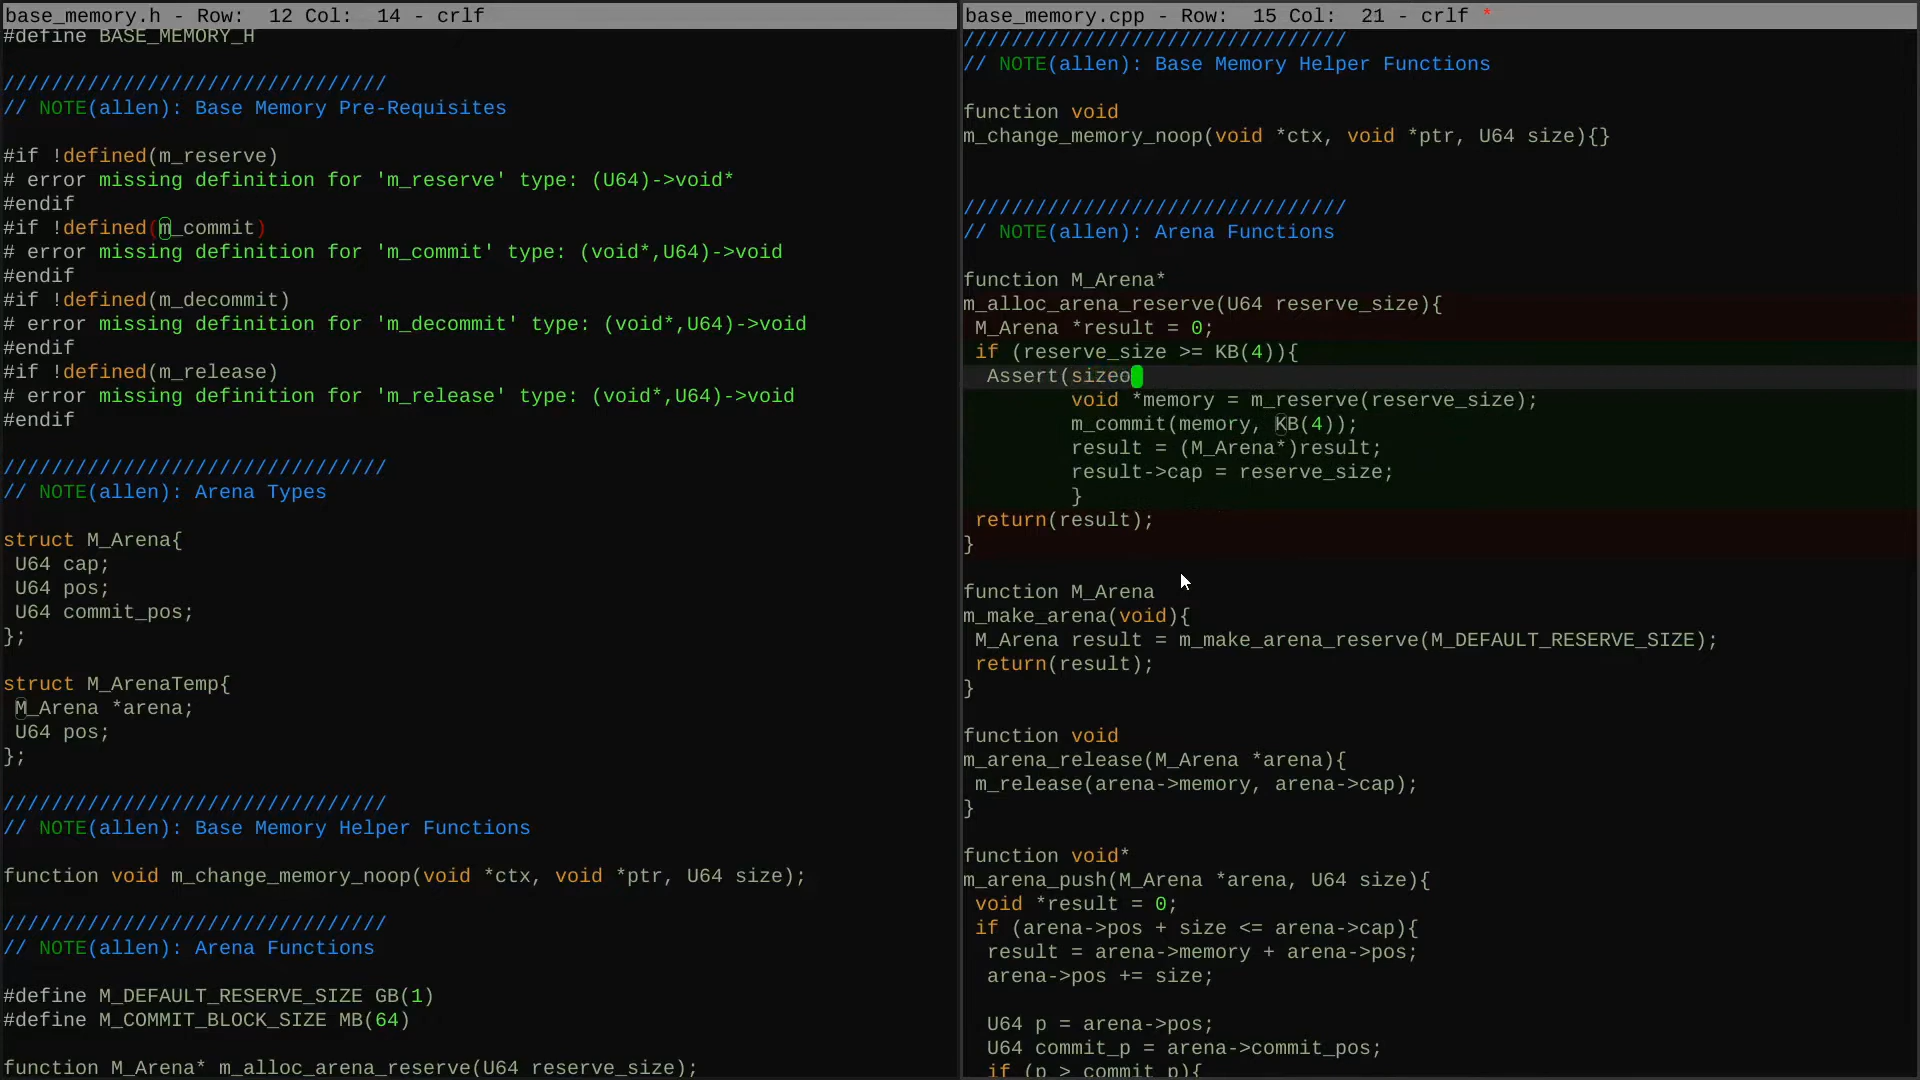 base_memory.h - Row:  12 Col:  14 - crlf
#define BASE_MEMORY_H
////////////////////////////////
// NOTE(allen): Base Memory Pre-Requisites
#if !defined(m_reserve)
# error missing definition for 'm_reserve' type: (U64)->void*
#endif
#if !defined(m_commit)
# error missing definition for 'm_commit' type: (void*,U64)->void
#endif
#if !defined(m_decommit)
# error missing definition for 'm_decommit' type: (void*,U64)->void
#endif
#if !defined(m_release)
# error missing definition for 'm_release' type: (void*,U64)->void
#endif
////////////////////////////////
// NOTE(allen): Arena Types
struct M_Arena{
 U64 cap;
 U64 pos;
 U64 commit_pos;
};
struct M_ArenaTemp{
 M_Arena *arena;
 U64 pos;
};
////////////////////////////////
// NOTE(allen): Base Memory Helper Functions
function void m_change_memory_noop(void *ctx, void *ptr, U64 size);
////////////////////////////////
// NOTE(allen): Arena Functions
#define M_DEFAULT_RESERVE_SIZE GB(1)
#define M_COMMIT_BLOCK_SIZE MB(64)
function M_Arena* m_alloc_arena_reserve(U64 reserve_size);
base_memory.cpp - Row:  15 Col:  21 - crlf *
////////////////////////////////
// NOTE(allen): Base Memory Helper Functions
function void
m_change_memory_noop(void *ctx, void *ptr, U64 size){}
////////////////////////////////
// NOTE(allen): Arena Functions
function M_Arena*
m_alloc_arena_reserve(U64 reserve_size){
 M_Arena *result = 0;
 if (reserve_size >= KB(4)){
  Assert(sizeo
         void *memory = m_reserve(reserve_size);
         m_commit(memory, KB(4));
         result = (M_Arena*)result;
         result->cap = reserve_size;
         }
 return(result);
}
function M_Arena
m_make_arena(void){
 M_Arena result = m_make_arena_reserve(M_DEFAULT_RESERVE_SIZE);
 return(result);
}
function void
m_arena_release(M_Arena *arena){
 m_release(arena->memory, arena->cap);
}
function void*
m_arena_push(M_Arena *arena, U64 size){
 void *result = 0;
 if (arena->pos + size <= arena->cap){
  result = arena->memory + arena->pos;
  arena->pos += size;
  U64 p = arena->pos;
  U64 commit_p = arena->commit_pos;
  if (p > commit_p){